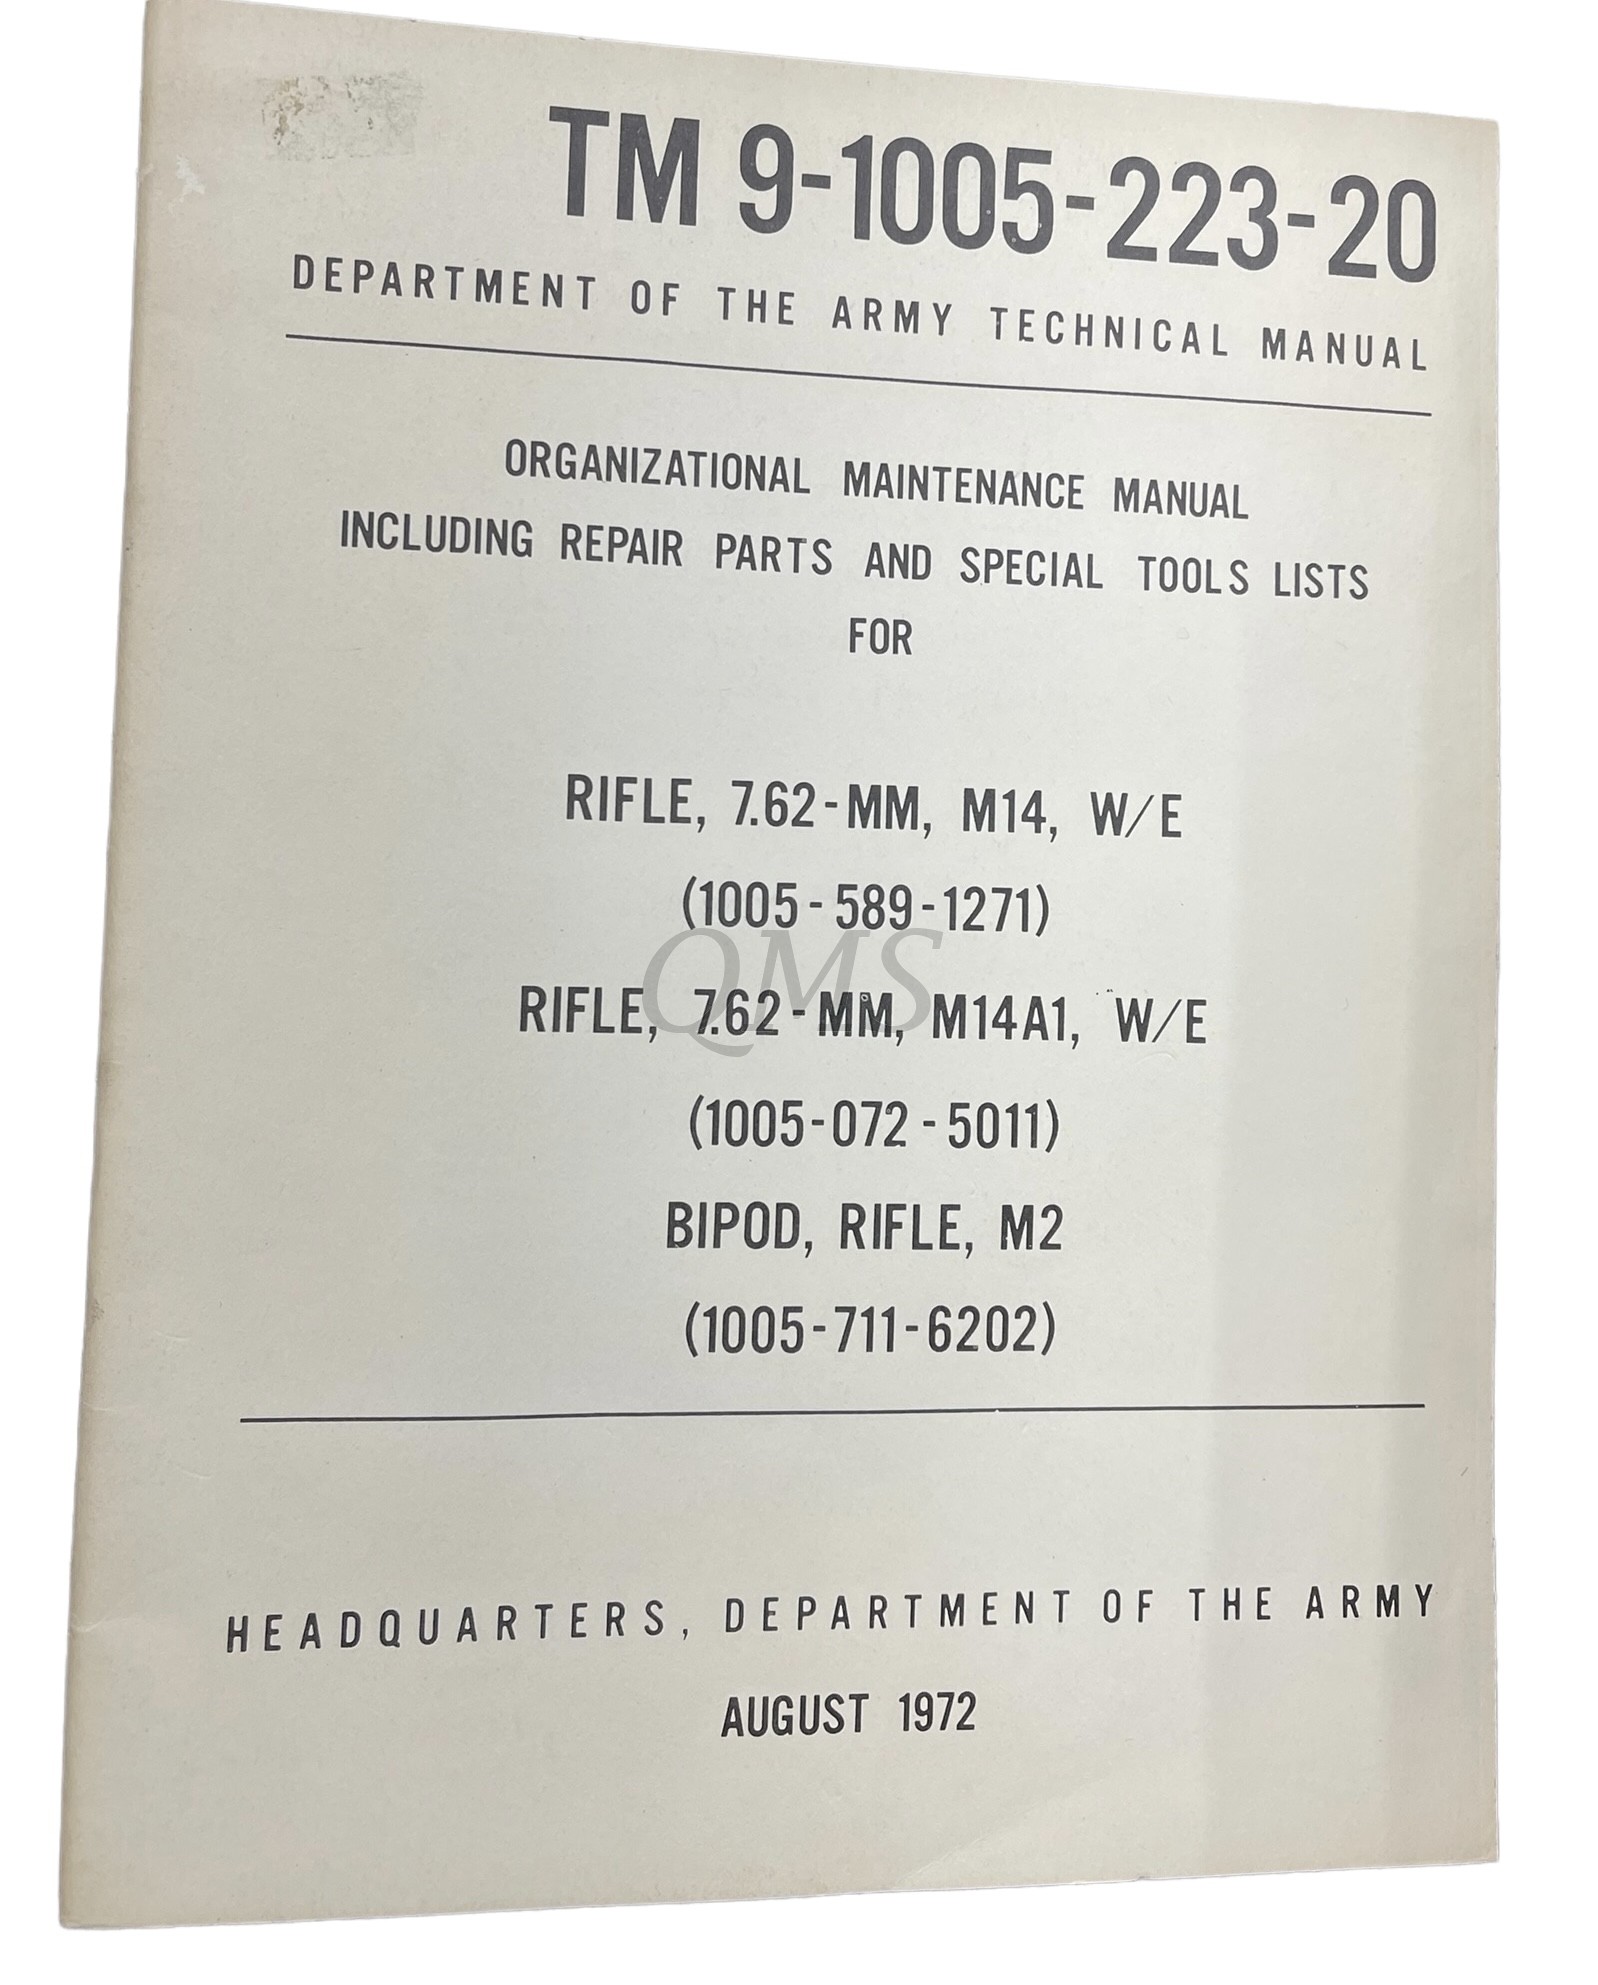 TM 9-1005-223-20
DEPARTMENT OF THE ARMY TECHNICAL MANUAL
ORGANIZATIONAL MAINTENANCE MANUAL
INCLUDING REPAIR PARTS AND SPECIAL TOOLS LISTS
FOR
RIFLE, 7.62-MM, M14, W/E
(1005-589-1271)
QMS
RIFLE, 7.62-MM, M14A1, W/E
(1005-072-5011)
BIPOD, RIFLE, M2
(1005-711-6202)
HEADQUARTERS, DEPARTMENT OF THE ARMY
AUGUST 1972